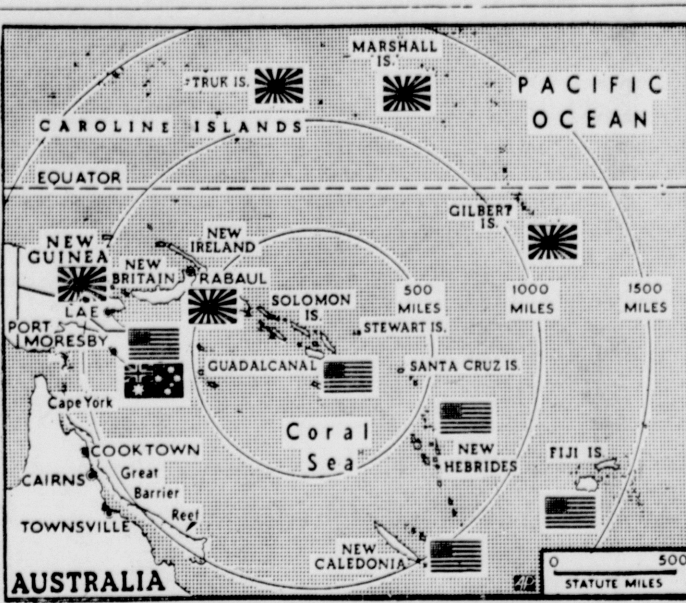 MARSHALL
IS.
TRUK IS.
PACIFIC
OCEAN
CAROLINE ISLANDS
EQUATOR
GILBERT
IS.
NEW
IRELAND
NEW
GUINEA
NEW
BRITAIN
RABAUL
LAE
SOLOMON
IS.
500
MILES
1000
MILES
1500
MILES
PORT
MORESBY
STEWART IS.
GUADALCANAL
SANTA CRUZ IS.
Cape York
Coral
Sea
NEW
HEBRIDES
FIJI IS.
COOKTOWN
CAIRNS
Great
Barrier
Reef
TOWNSVILLE
NEW
CALEDONIA
AUSTRALIA
AP
0 500
STATUTE MILES